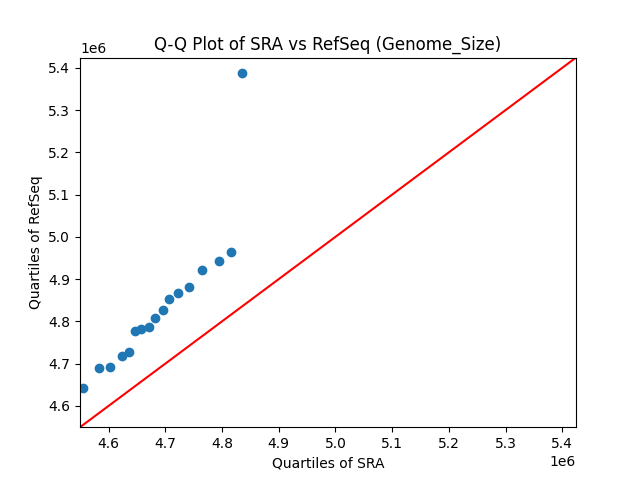 Q-Q Plot of SRA vs RefSeq (Genome_Size)
1e6
5.4
5.3
5.2
5.1
5.0
4.9
4.8
4.7
4.6
Quartiles of RefSeq
4.6 4.7 4.8 4.9 5.0 5.1 5.2 5.3 5.4
Quartiles of SRA
1e6